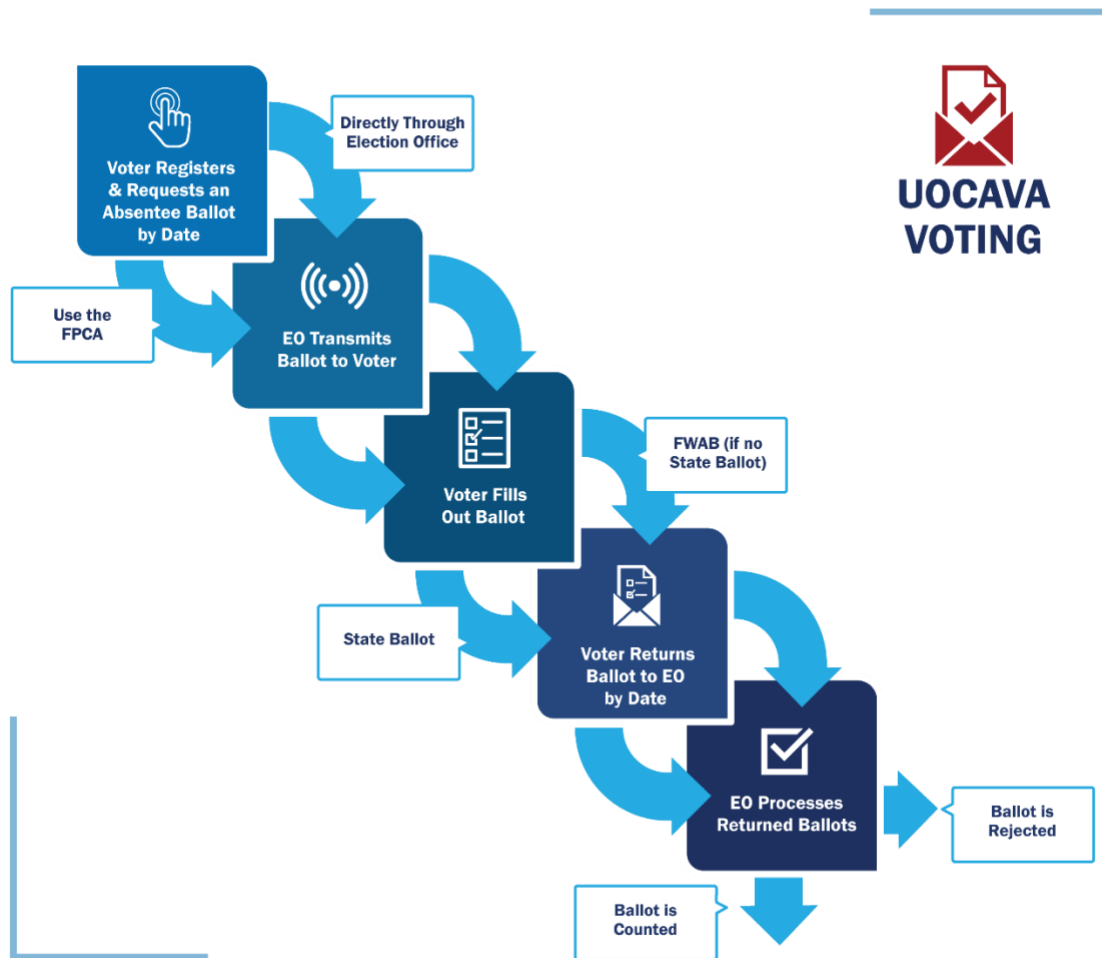 UOCAVA
VOTING
Voter Registers
& Requests an
Absentee Ballot
by Date
Directly Through
Election Office
Use the
FPCA
EO Transmits
Ballot to Voter
Voter Fills
Out Ballot
FWAB (if no
State Ballot)
State Ballot
Voter Returns
Ballot to EO
by Date
EO Processes
Returned Ballots
Ballot is
Rejected
Ballot is
Counted